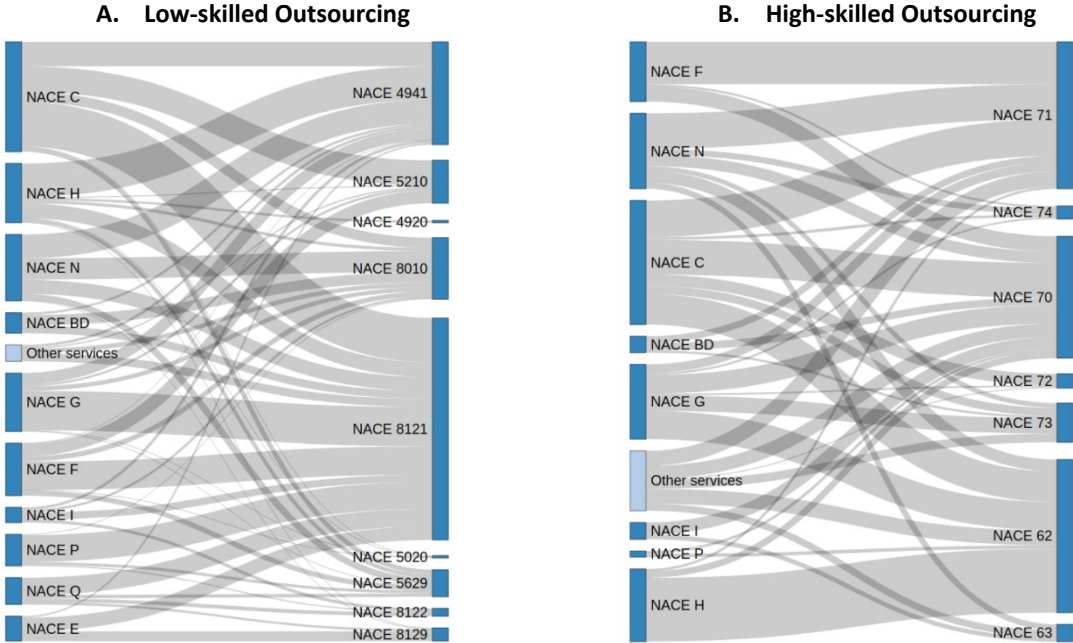 A. Low-skilled Outsourcing
NACE C
NACE H
NACE N
NACE BD
Other services
NACE G
NACE F
NACE I
NACE P
NACE Q
NACE E
NACE 4941
NACE 5210
NACE 4920
NACE 8010
NACE 8121
NACE 5020
NACE 5629
NACE 8122
NACE 8129
B. High-skilled Outsourcing
NACE F
NACE N
NACE C
NACE BD
NACE G
Other services
NACE I
NACE P
NACE H
NACE 71
NACE 74
NACE 70
NACE 72
NACE 73
NACE 62
NACE 63